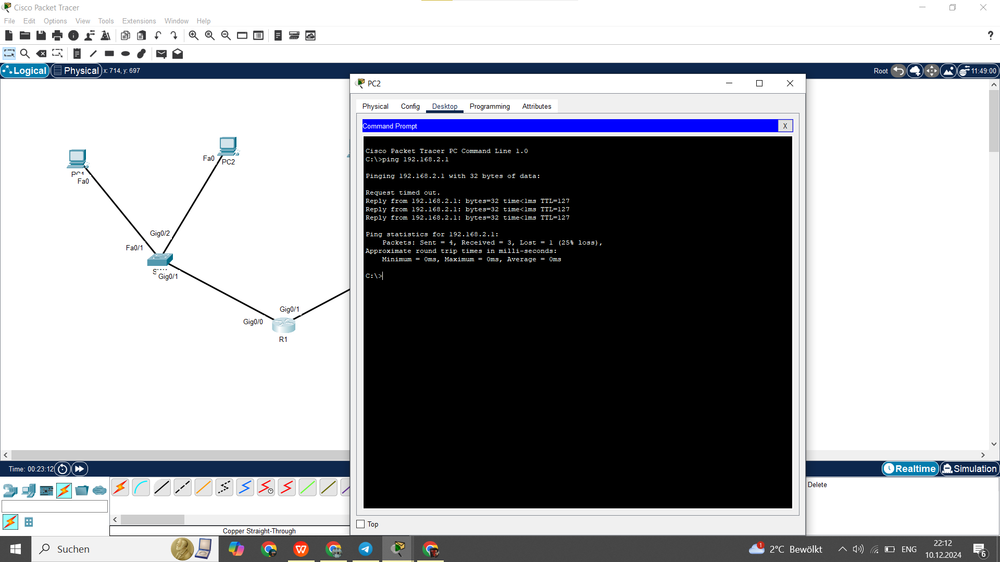 Cisco Packet Tracer
File Edit Options View Tools Extensions Window Help
?
Logical Physical x: 714, y: 697
Root 11:49:00
PC2
Physical Config Desktop Programming Attributes
Command Prompt X
Cisco Packet Tracer PC Command Line 1.0
C:\>ping 192.168.2.1
Pinging 192.168.2.1 with 32 bytes of data:
Request timed out.
Reply from 192.168.2.1: bytes=32 time<1ms TTL=127
Reply from 192.168.2.1: bytes=32 time<1ms TTL=127
Reply from 192.168.2.1: bytes=32 time<1ms TTL=127
Ping statistics for 192.168.2.1:
Packets: Sent = 4, Received = 3, Lost = 1 (25% loss),
Approximate round trip times in milli-seconds:
Minimum = 0ms, Maximum = 0ms, Average = 0ms
C:\>
Top
Fa0
PC2
PC1
Fa0
Gig0/2
Fa0/1
Gig0/1
Gig0/1
Gig0/0
R1
Time: 00:23:12
Realtime Simulation
Delete
Copper Straight-Through
Suchen
W
1
2°C Bewölkt
ENG
22:12
10.12.2024
6